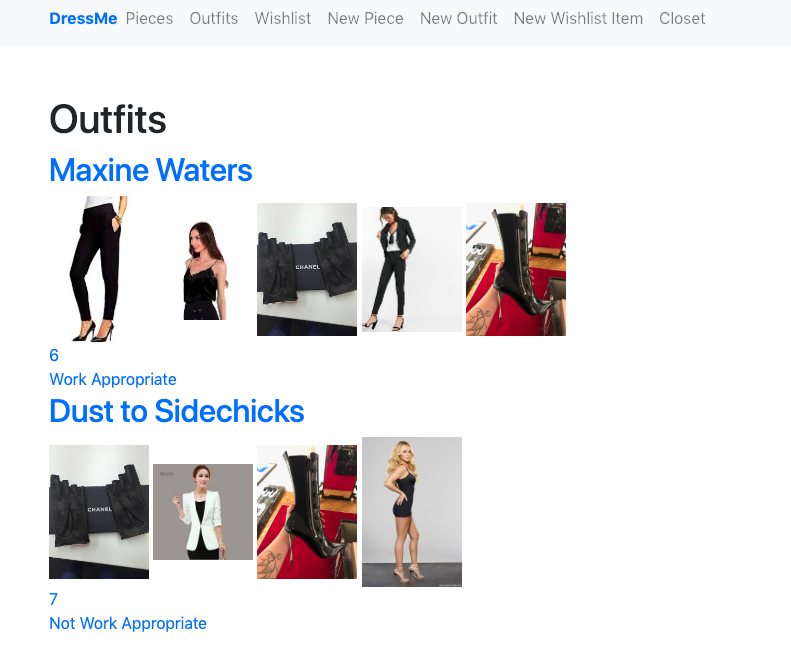 DressMe Pieces Outfits Wishlist New Piece New Outfit New Wishlist Item Closet
Outfits
Maxine Waters
CHANEL
6
Work Appropriate
Dust to Sidechicks
CHANEL
7
Not Work Appropriate